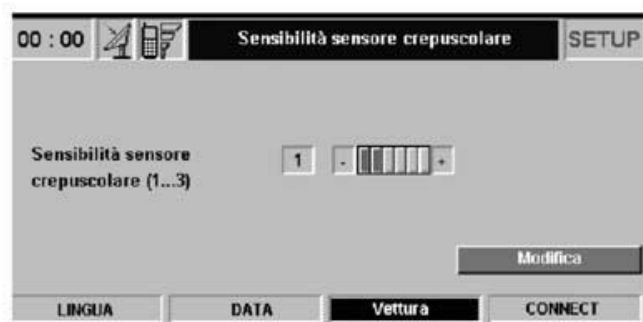 00 : 00 Sensibilità sensore crepuscolare SETUP
Sensibilità sensore 1 - +
crepuscolare (1...3)
Modifica
LINGUA DATA Vettura CONNECT